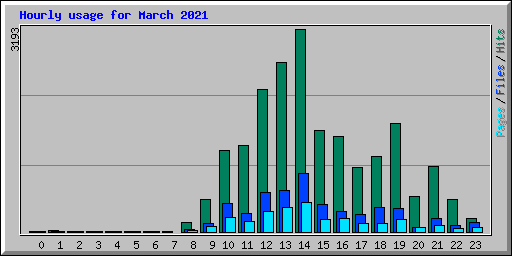 Hourly usage for March 2021
3193
Pages / Files / Hits
0 1 2 3 4 5 6 7 8 9 10 11 12 13 14 15 16 17 18 19 20 21 22 23